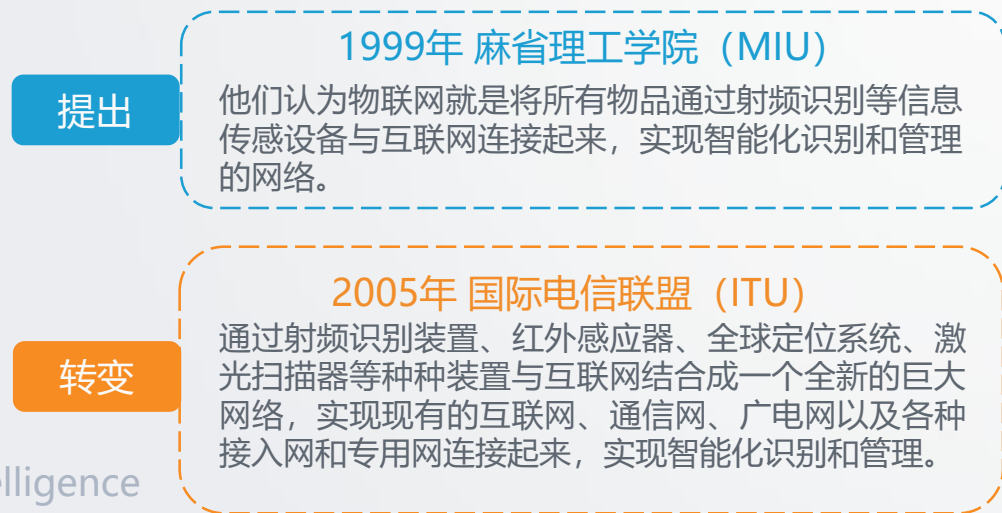 1999年 麻省理工学院（MIU）
提出
他们认为物联网就是将所有物品通过射频识别等信息
传感设备与互联网连接起来，实现智能化识别和管理
的网络。
2005年 国际电信联盟（ITU）
转变
通过射频识别装置、红外感应器、全球定位系统、激
光扫描器等种种装置与互联网结合成一个全新的巨大
网络，实现现有的互联网、通信网、广电网以及各种
接入网和专用网连接起来，实现智能化识别和管理。
elligence